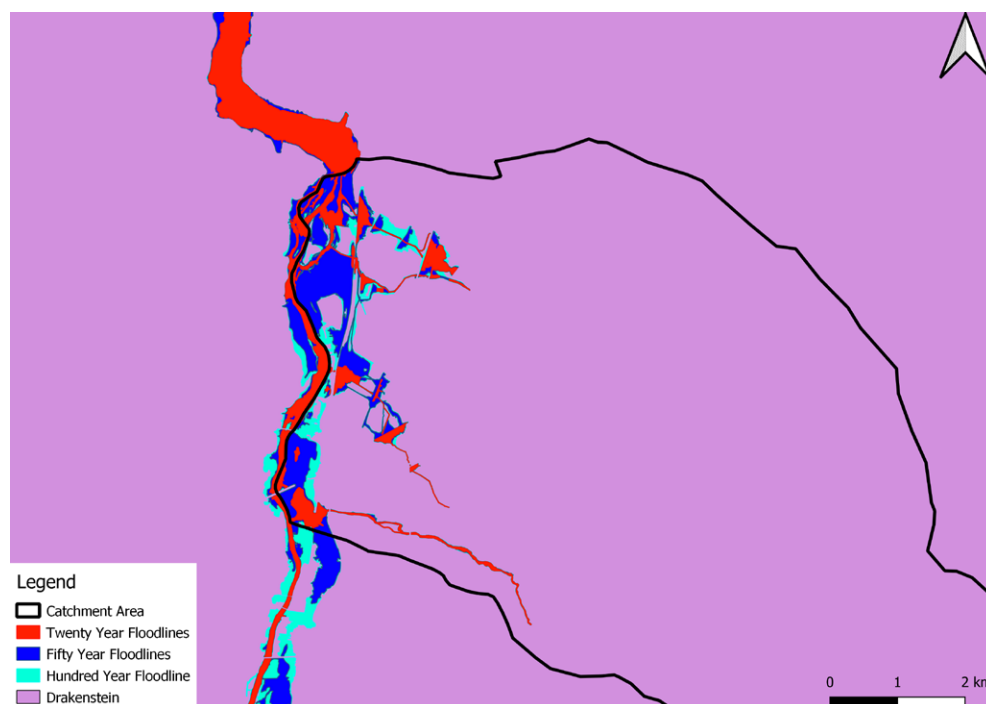 Legend
Catchment Area
Twenty Year Floodlines
Fifty Year Floodlines
Hundred Year Floodline
Drakenstein
0 1 2 km